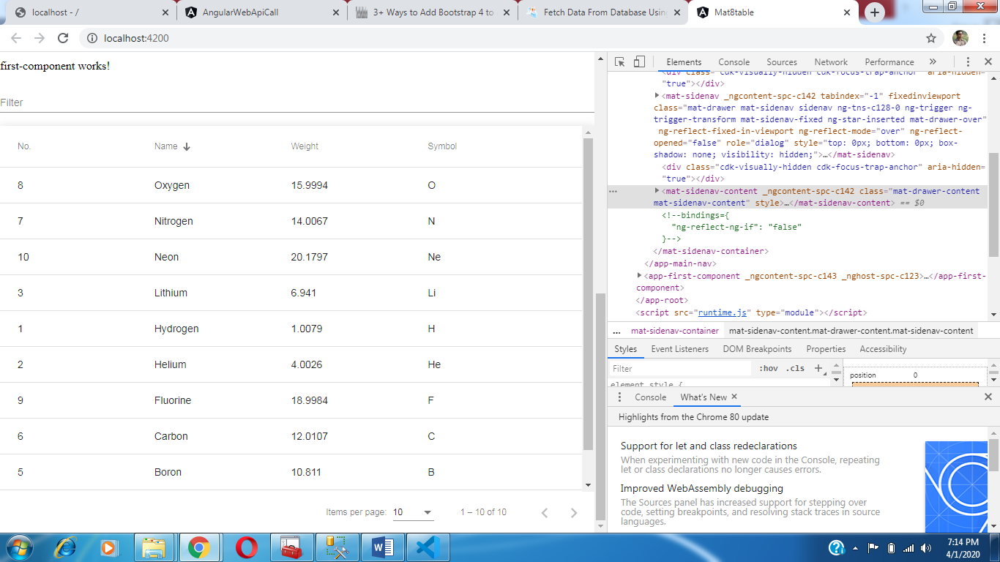 localhost - /
AngularWebApiCall
3+ Ways to Add Bootstrap 4 to
Fetch Data From Database Usin
Mat8table
localhost:4200
first-component works!
Filter
No. Name Weight Symbol
8 Oxygen 15.9994 O
7 Nitrogen 14.0067 N
10 Neon 20.1797 Ne
3 Lithium 6.941 Li
1 Hydrogen 1.0079 H
2 Helium 4.0026 He
9 Fluorine 18.9984 F
6 Carbon 12.0107 C
5 Boron 10.811 B
Items per page: 10 1 – 10 of 10
Elements Console Sources Network Performance »
<div class="cdk-visually-hidden cdk-focus-trap-anchor" aria-hidden=
"true"></div>
<mat-sidenav _ngcontent-spc-c142 tabindex="-1" fixedinviewport
class="mat-drawer mat-sidenav sidenav ng-tns-c128-0 ng-trigger ng-
trigger-transform mat-sidenav-fixed ng-star-inserted mat-drawer-over"
ng-reflect-fixed-in-viewport ng-reflect-mode="over" ng-reflect-
opened="false" role="dialog" style="top: 0px; bottom: 0px; box-
shadow: none; visibility: hidden;">…</mat-sidenav>
<div class="cdk-visually-hidden cdk-focus-trap-anchor" aria-hidden=
"true"></div>
... <mat-sidenav-content _ngcontent-spc-c142 class="mat-drawer-content
mat-sidenav-content" style>…</mat-sidenav-content> == $0
<!--bindings={
"ng-reflect-ng-if": "false"
}-->
</mat-sidenav-container>
</app-main-nav>
<app-first-component _ngcontent-spc-c143 _nghost-spc-c123>…</app-first-
component>
</app-root>
<script src="runtime.js" type="module"></script>
... mat-sidenav-container mat-sidenav-content.mat-drawer-content.mat-sidenav-content
Styles Event Listeners DOM Breakpoints Properties Accessibility
Filter :hov .cls +
element.style {
position 0
Console What's New
Highlights from the Chrome 80 update
Support for let and class redeclarations
When experimenting with new code in the Console, repeating
let or class declarations no longer causes errors.
Improved WebAssembly debugging
The Sources panel has increased support for stepping over
code, setting breakpoints, and resolving stack traces in source
languages.
7:14 PM
4/1/2020